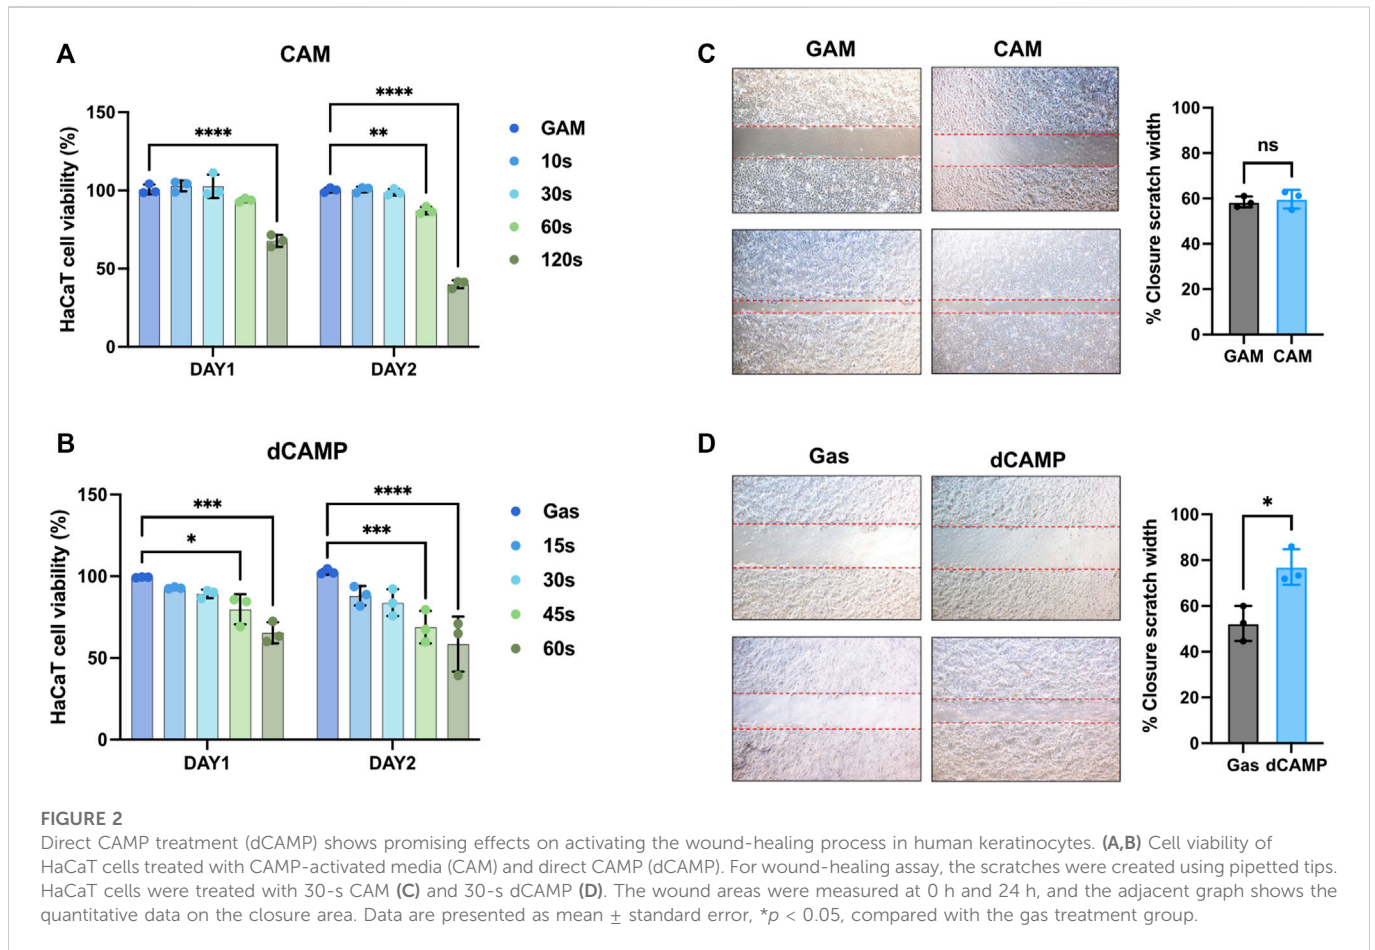 A
CAM
HaCaT cell viability (%)
150
100
50
0
****
****
**
DAY1
DAY2
GAM
10s
30s
60s
120s
B
dCAMP
HaCaT cell viability (%)
150
100
50
0
***
*
****
***
DAY1
DAY2
Gas
15s
30s
45s
60s
C
GAM
CAM
% Closure scratch width
100
80
60
40
20
0
ns
GAM CAM
D
Gas
dCAMP
% Closure scratch width
100
80
60
40
20
0
*
Gas dCAMP
FIGURE 2
Direct CAMP treatment (dCAMP) shows promising effects on activating the wound-healing process in human keratinocytes. (A,B) Cell viability of
HaCaT cells treated with CAMP-activated media (CAM) and direct CAMP (dCAMP). For wound-healing assay, the scratches were created using pipetted tips.
HaCaT cells were treated with 30-s CAM (C) and 30-s dCAMP (D). The wound areas were measured at 0 h and 24 h, and the adjacent graph shows the
quantitative data on the closure area. Data are presented as mean ± standard error, *p < 0.05, compared with the gas treatment group.